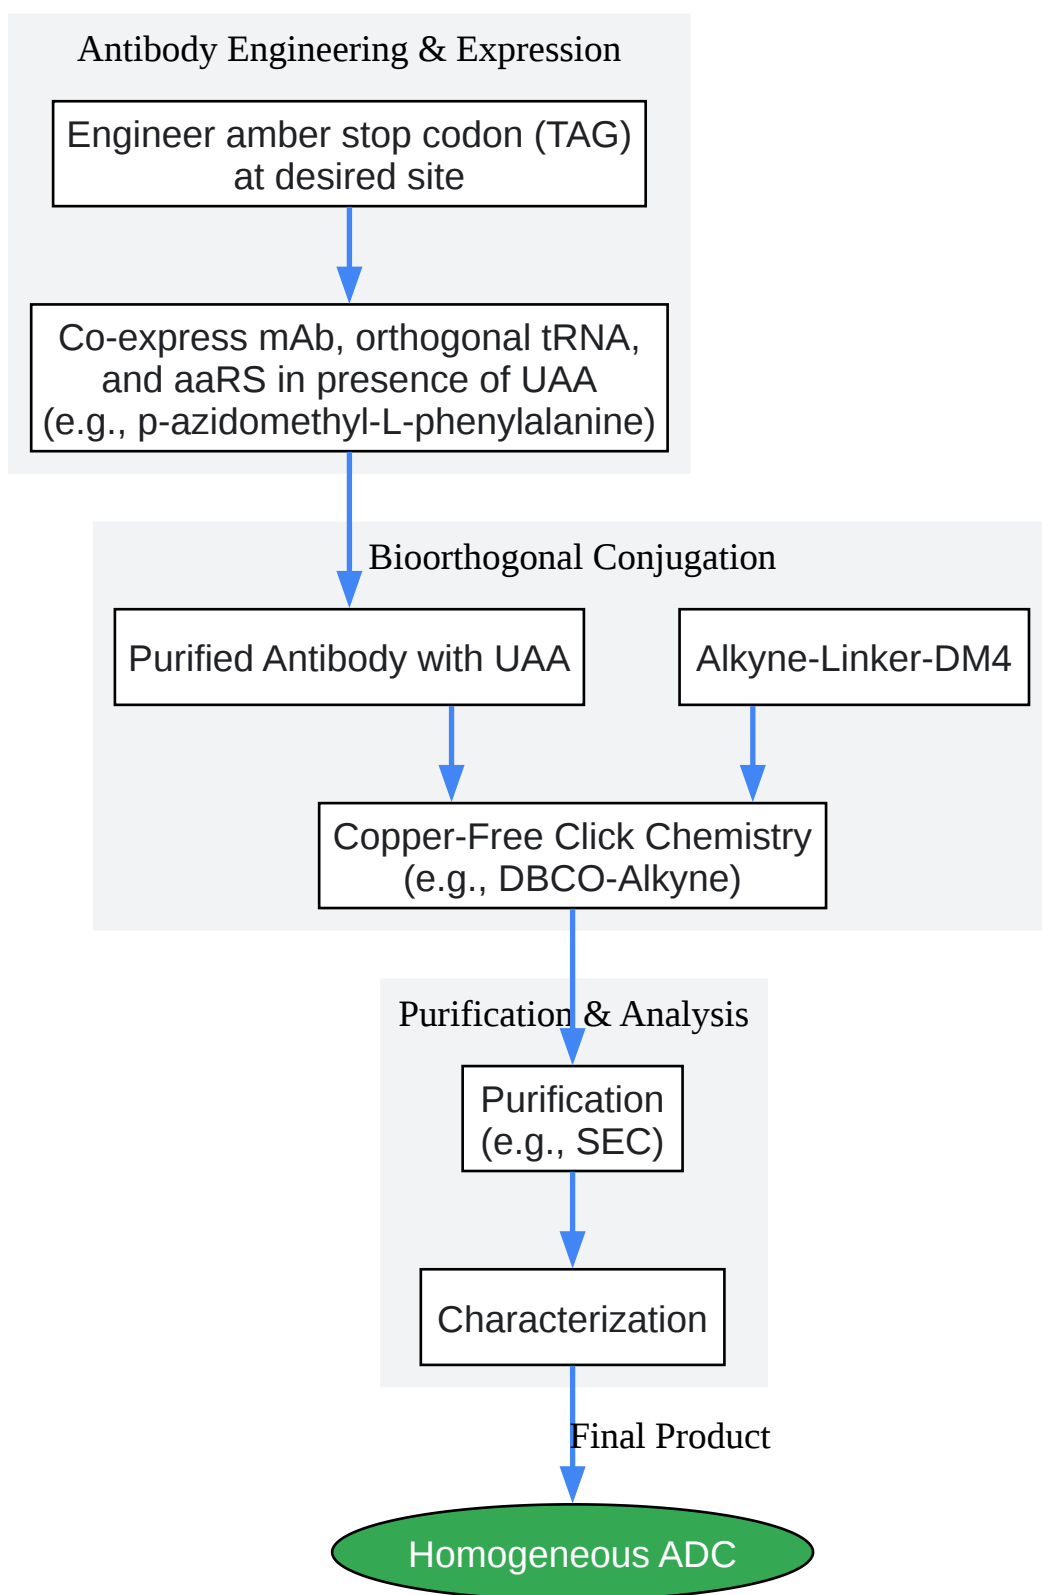 Antibody Engineering & Expression
Engineer amber stop codon (TAG)
at desired site
Co-express mAb, orthogonal tRNA,
and aaRS in presence of UAA
(e.g., p-azidomethyl-L-phenylalanine)
Bioorthogonal Conjugation
Purified Antibody with UAA
Alkyne-Linker-DM4
Copper-Free Click Chemistry
(e.g., DBCO-Alkyne)
Purification & Analysis
Purification
(e.g., SEC)
Characterization
Final Product
Homogeneous ADC